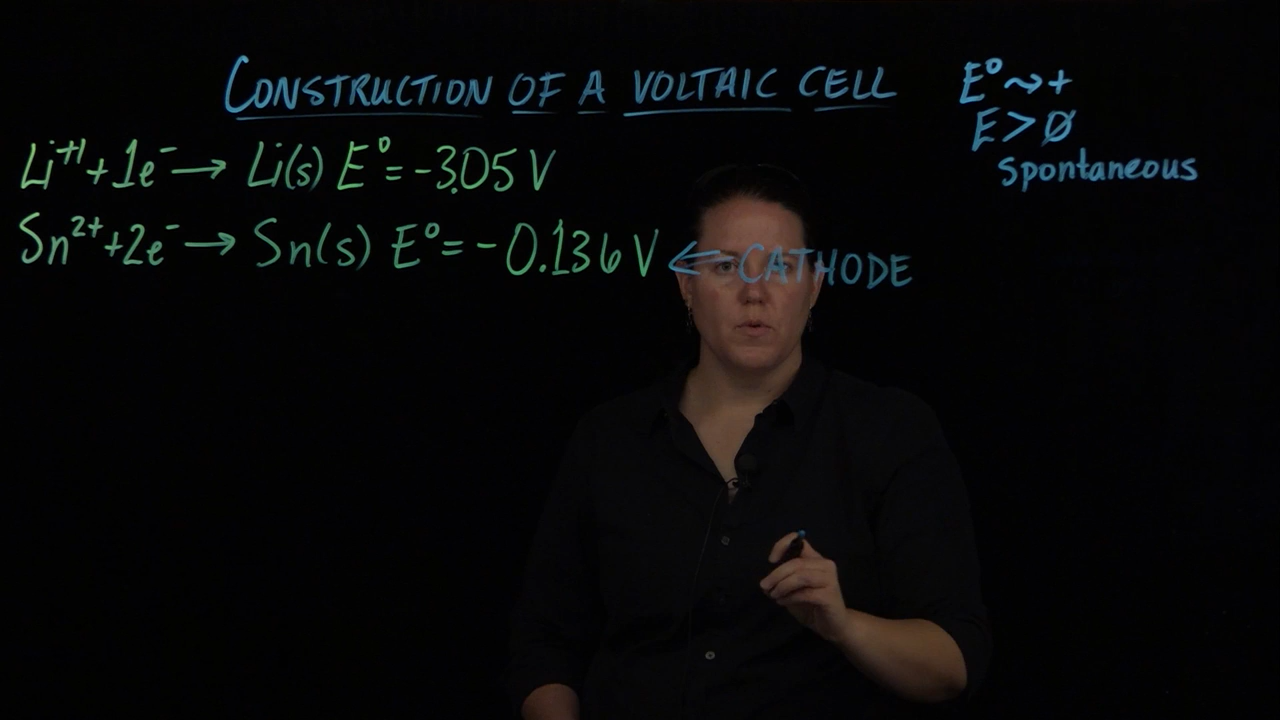 CONSTRUCTION OF A VOLTAIC CELL
E° ~> +
E > Ø
Spontaneous
Li⁺¹ + 1e⁻ → Li(s) E° = -3.05 V
Sn²⁺ + 2e⁻ → Sn(s) E° = -0.136 V ← CATHODE